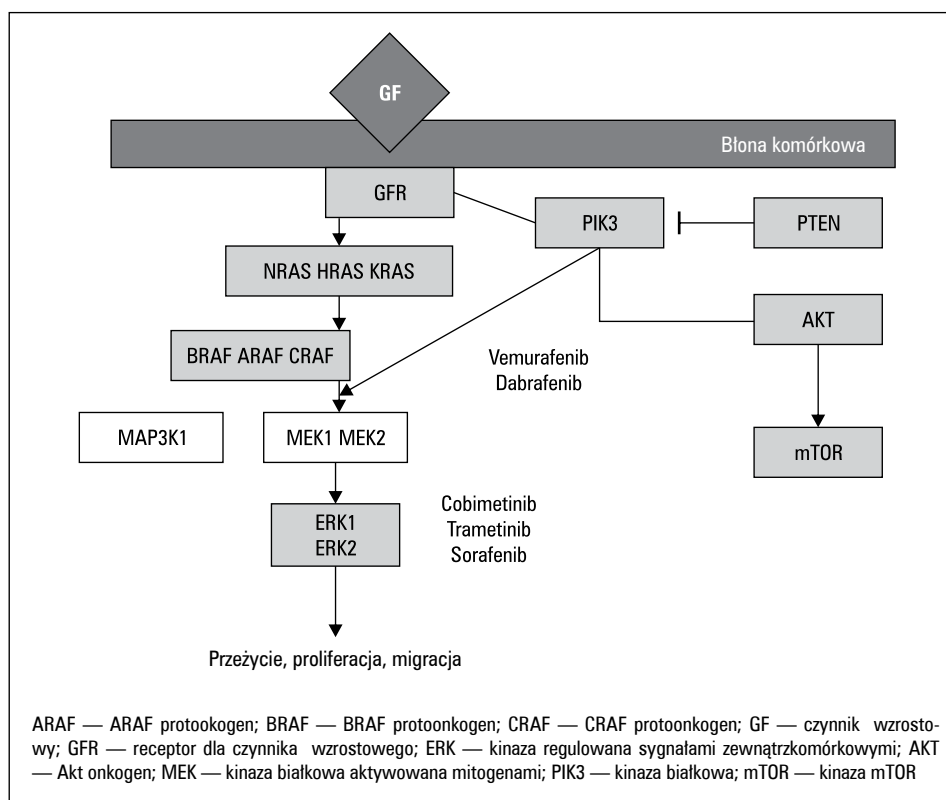 GF
Błona komórkowa
GFR
PIK3
PTEN
NRAS HRAS KRAS
AKT
BRAF ARAF CRAF
Vemurafenib
Dabrafenib
MAP3K1
MEK1 MEK2
mTOR
Cobimetinib
Trametinib
Sorafenib
ERK1
ERK2
Przeżycie, proliferacja, migracja
ARAF — ARAF protookogen; BRAF — BRAF protoonkogen; CRAF — CRAF protoonkogen; GF — czynnik wzrosto-
wy; GFR — receptor dla czynnika wzrostowego; ERK — kinaza regulowana sygnałami zewnątrzkomórkowymi; AKT
— Akt onkogen; MEK — kinaza białkowa aktywowana mitogenami; PIK3 — kinaza białkowa; mTOR — kinaza mTOR